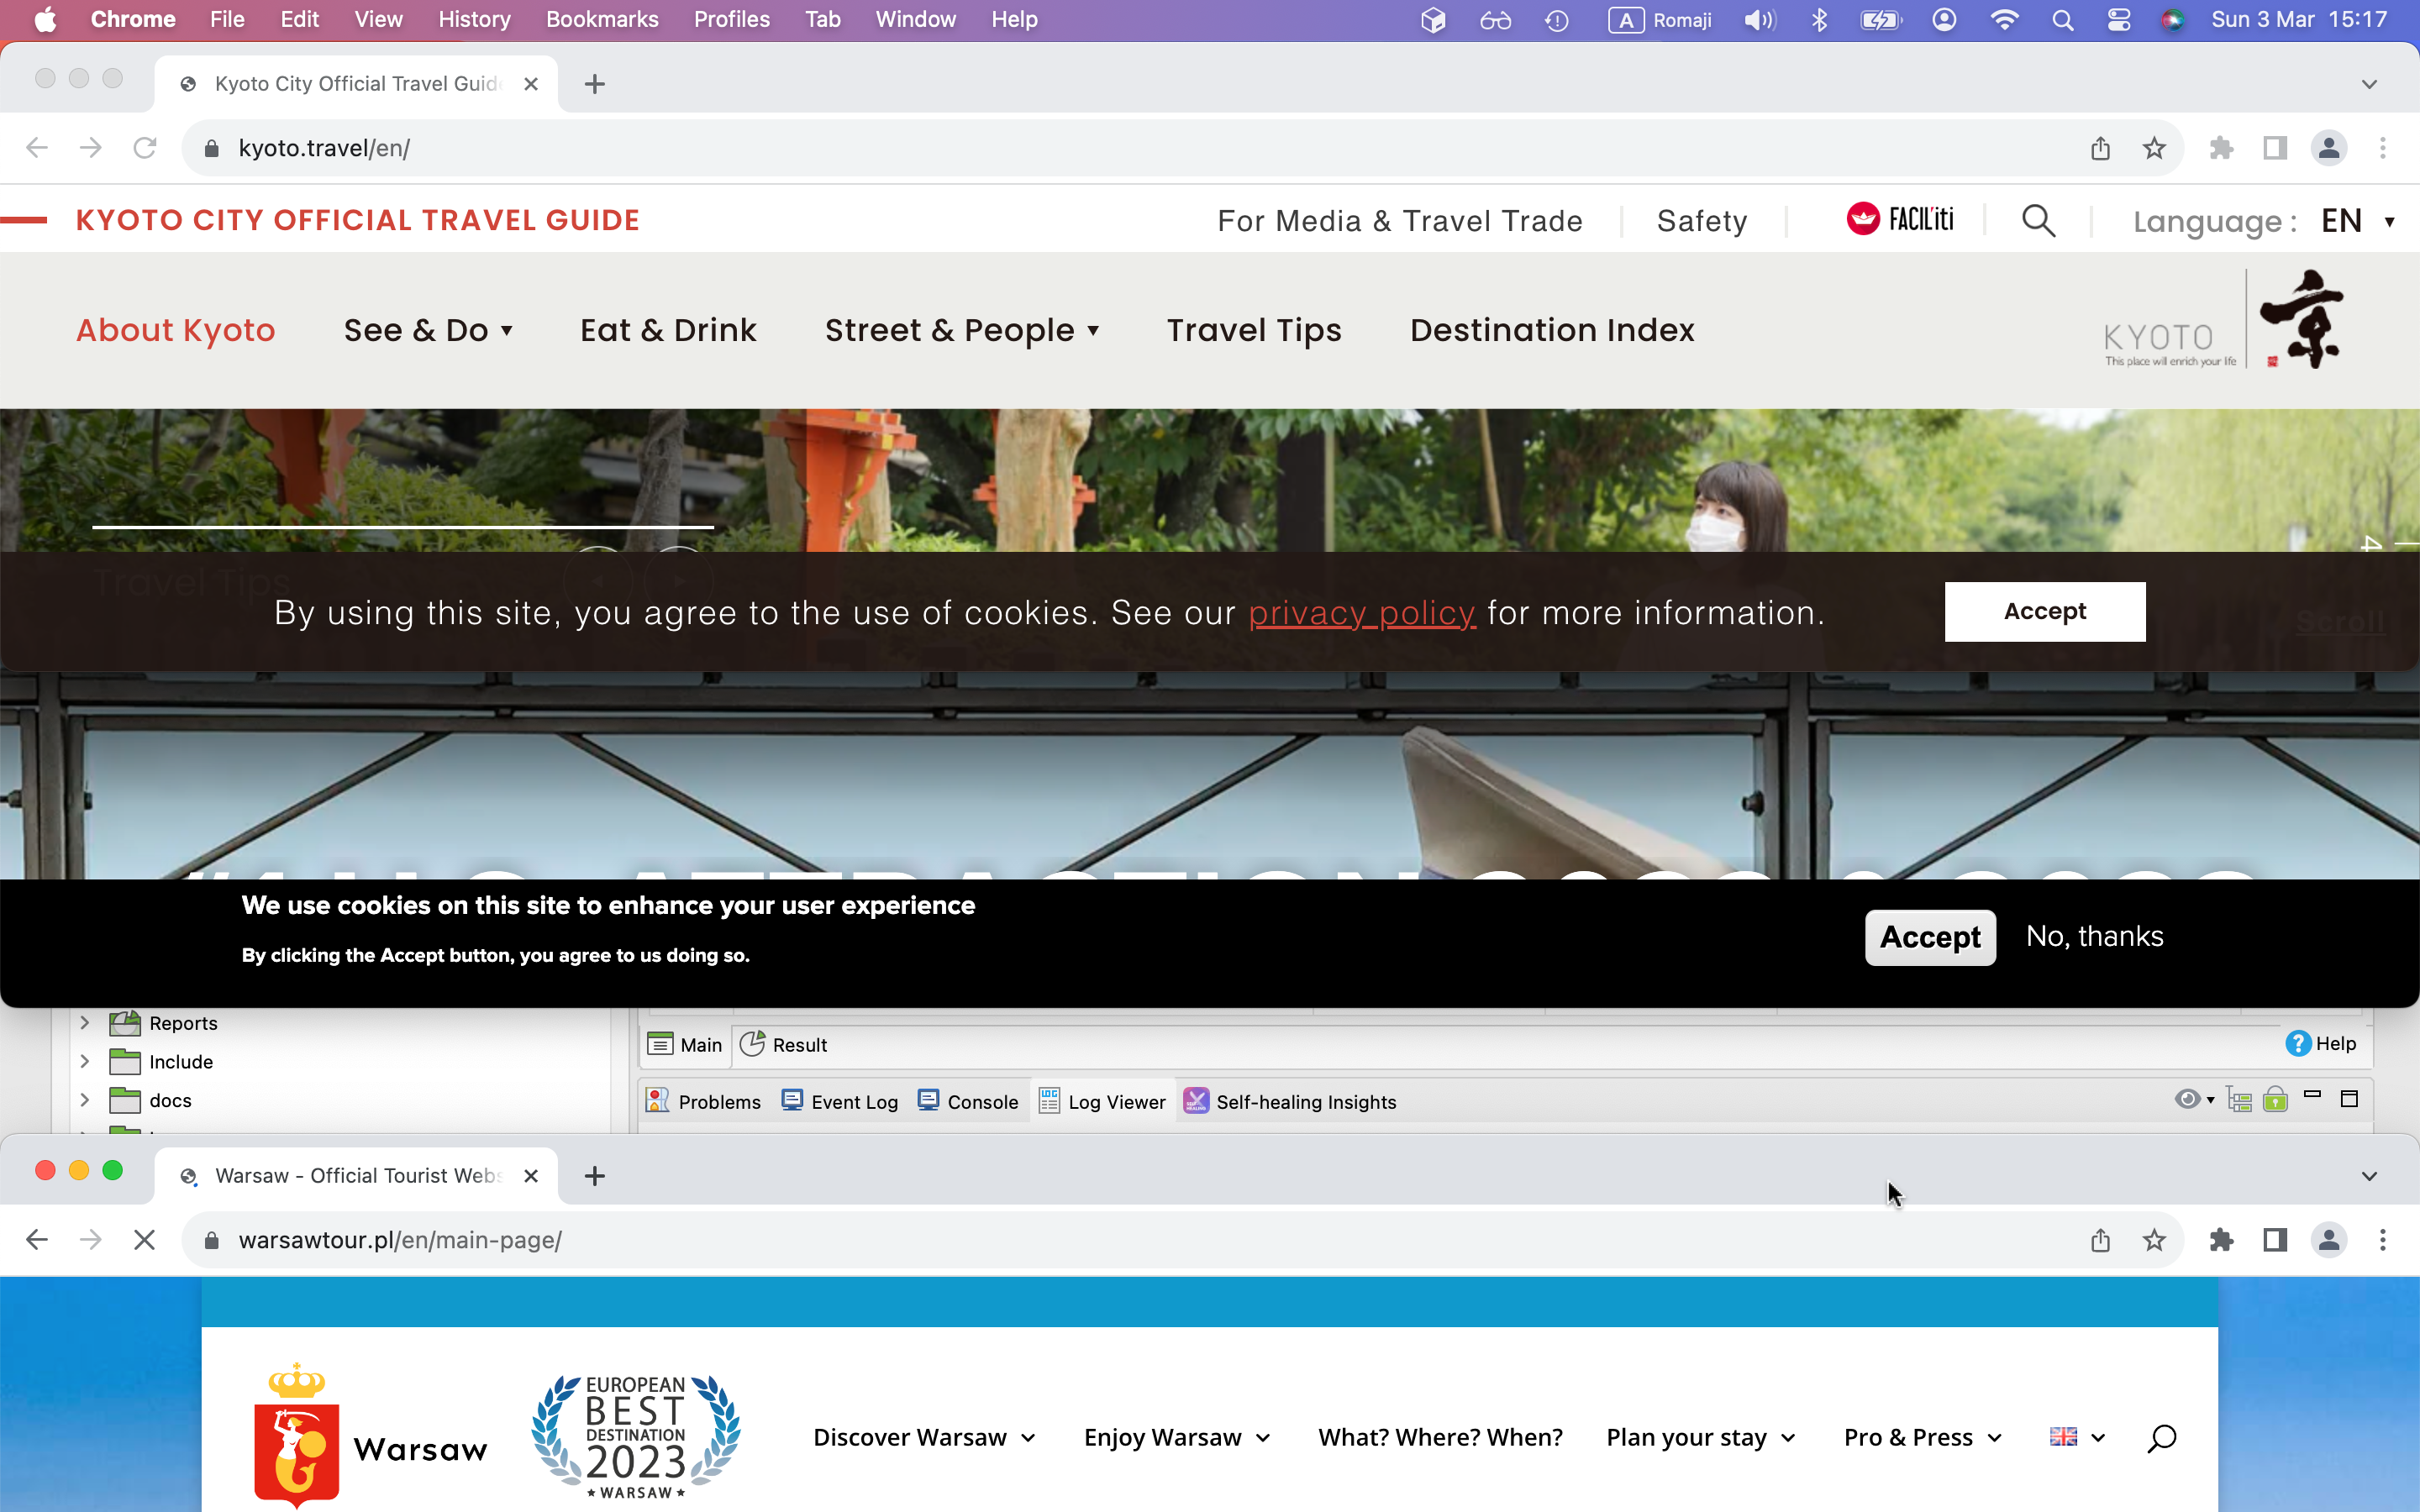 Chrome File Edit View History Bookmarks Profiles Tab Window Help A Romaji Sun 3 Mar 15:17
Kyoto City Official Travel Guide
kyoto.travel/en/
KYOTO CITY OFFICIAL TRAVEL GUIDE For Media & Travel Trade Safety FACIL'iti Language : EN
About Kyoto See & Do Eat & Drink Street & People Travel Tips Destination Index
KYOTO 京
This place will enrich your life
Travel Tips
By using this site, you agree to the use of cookies. See our privacy policy for more information. Accept Scroll
We use cookies on this site to enhance your user experience
By clicking the Accept button, you agree to us doing so.
Accept No, thanks
Reports
Include
docs
Main Result Help
Problems Event Log Console Log Viewer Self-healing Insights
Warsaw - Official Tourist Webs
warsawtour.pl/en/main-page/
Warsaw
EUROPEAN
BEST
DESTINATION
2023
WARSAW
Discover Warsaw Enjoy Warsaw What? Where? When? Plan your stay Pro & Press